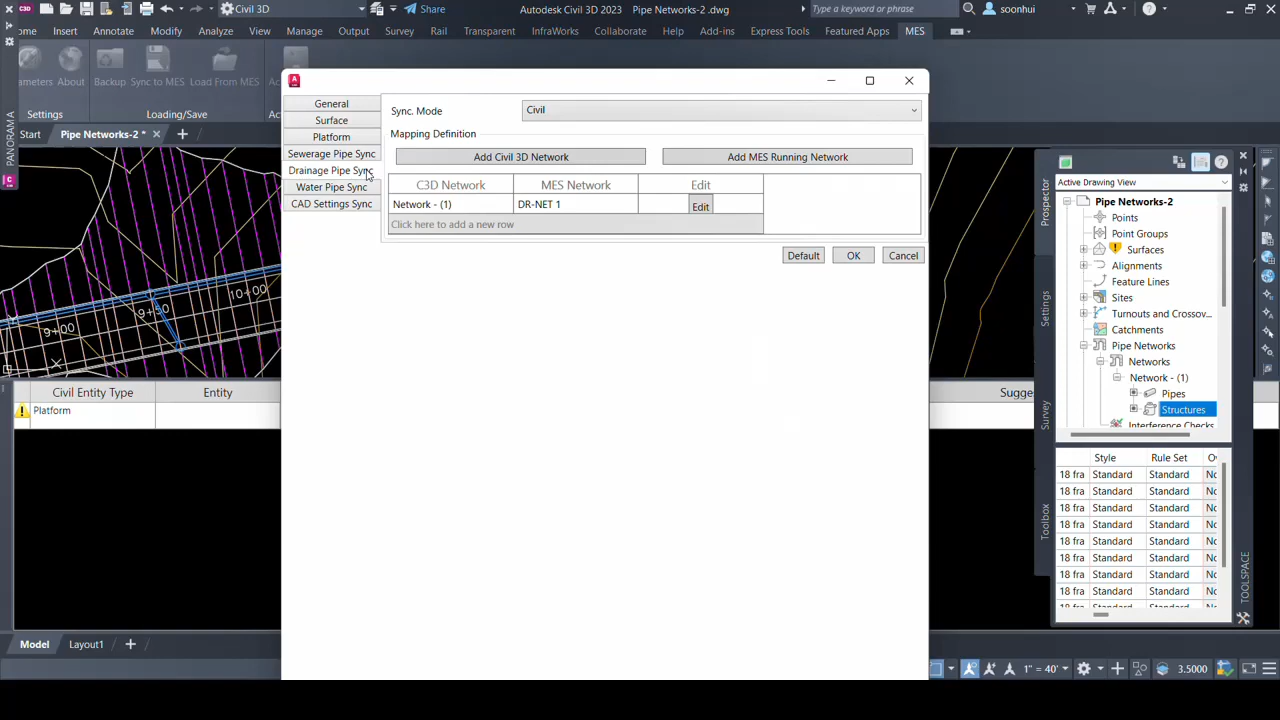 Civil 3D
Share
Autodesk Civil 3D 2023 Pipe Networks-2 .dwg
Type a keyword or phrase
soonhui
Insert Annotate Modify Analyze View Manage Output Survey Rail Transparent InfraWorks Collaborate Help Add-ins Express Tools Featured Apps MES
About Backup Sync to MES Load From MES
Settings Loading/Save
Start Pipe Networks-2 * +
PANORAMA
General
Surface
Platform
Sewerage Pipe Sync
Drainage Pipe Sync
Water Pipe Sync
CAD Settings Sync
Sync. Mode Civil
Mapping Definition
Add Civil 3D Network Add MES Running Network
C3D Network MES Network Edit
Network - (1) DR-NET 1 Edit
Click here to add a new row
Default OK Cancel
9+00
9+50
10+00
Civil Entity Type Entity
Platform
Model Layout1 +
Active Drawing View
Pipe Networks-2
Points
Point Groups
Surfaces
Alignments
Feature Lines
Sites
Turnouts and Crossov...
Catchments
Pipe Networks
Networks
Network - (1)
Pipes
Structures
Interference Checks
Prospector
Settings
Survey
Toolbox
TOOLSPACE
Style Rule Set
18 fra Standard Standard
18 fra Standard Standard
18 fra Standard Standard
18 fra Standard Standard
18 fra Standard Standard
18 fra Standard Standard
18 fra Standard Standard
18 fra Standard Standard
1" = 40' 3.5000